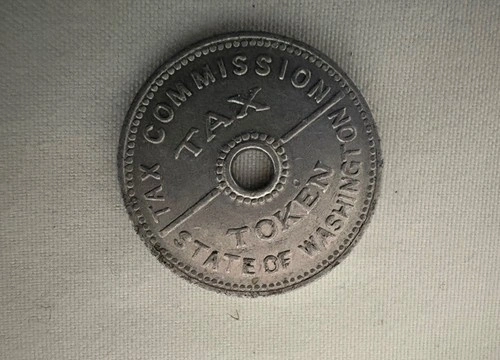 TAX COMMISSION
TAX
TOKEN
STATE OF WASHINGTON